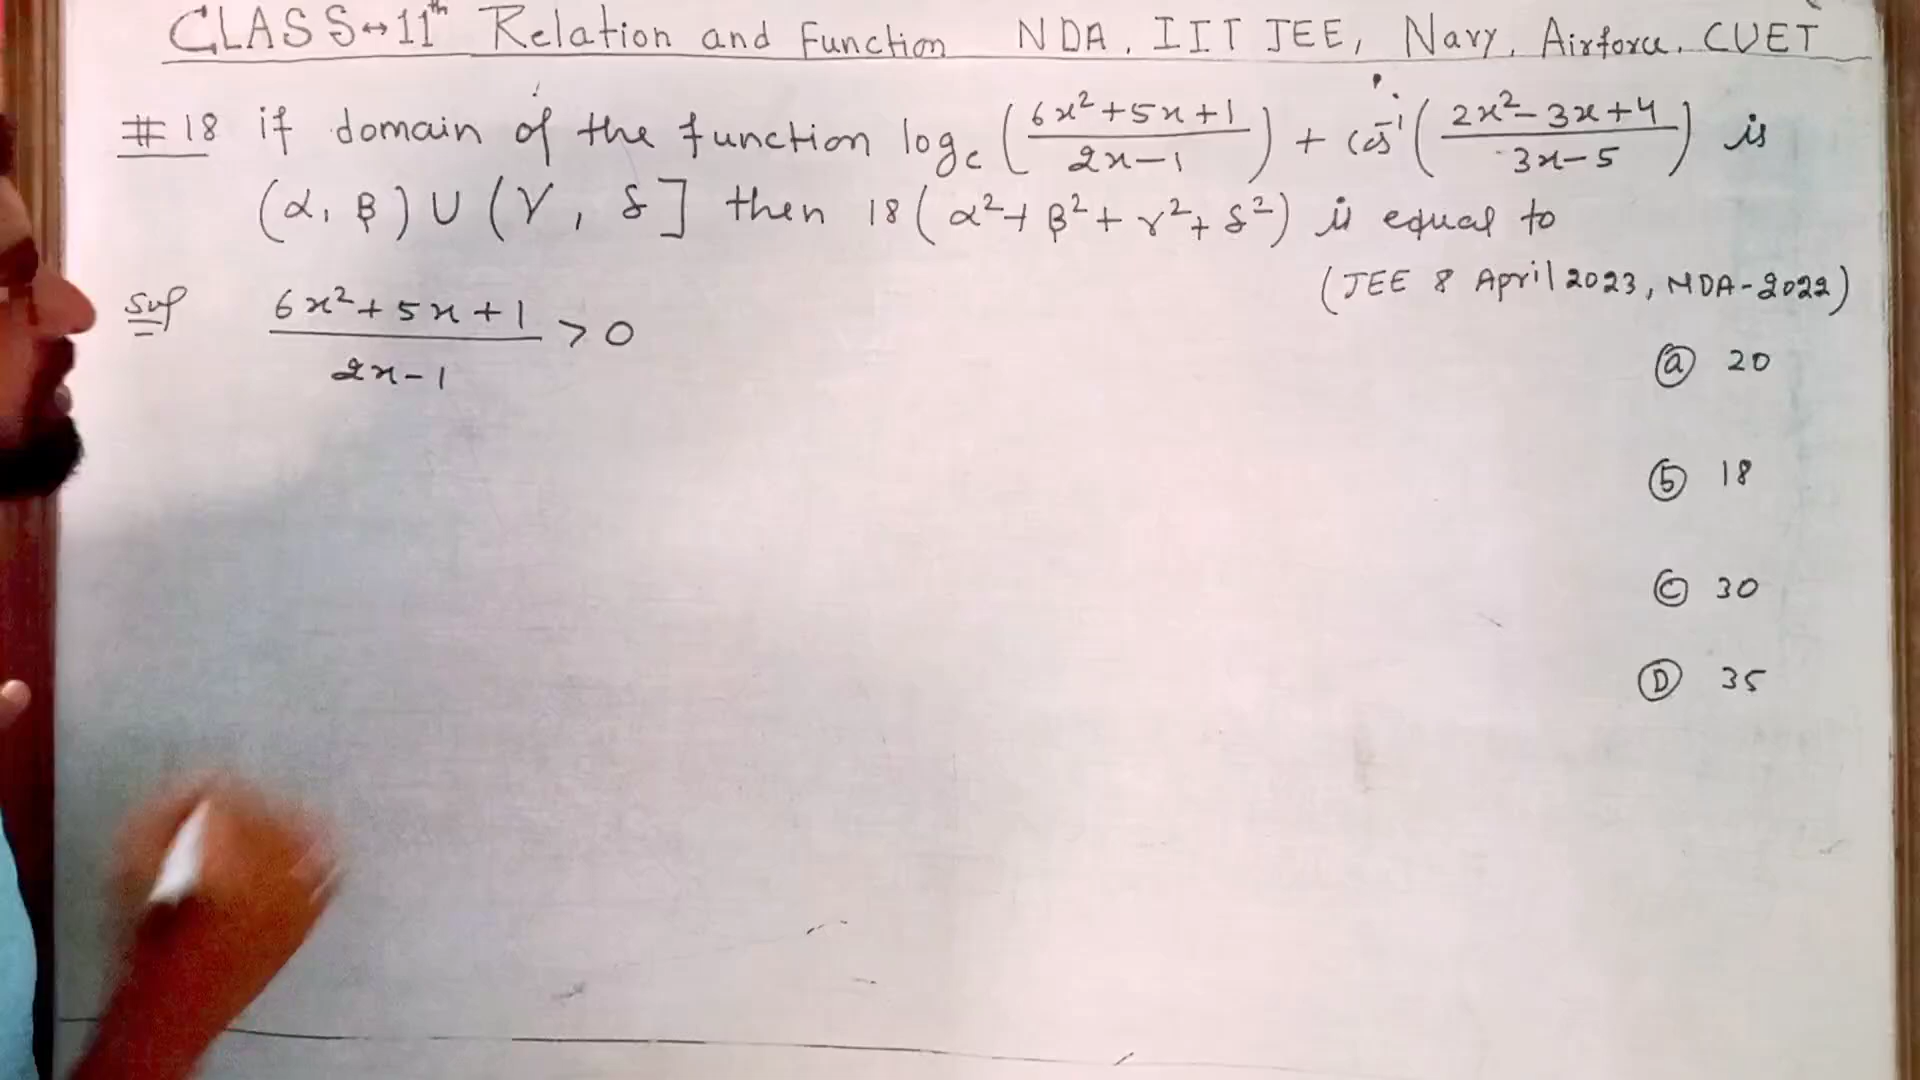 CLASS↔11th Relation and Function NDA, IIT JEE, Navy, Airforce, CUET
# 18 if domain of the function log_e ((6x²+5x+1)/(2x-1)) + cos⁻¹ ((2x²-3x+4)/(3x-5)) is
(α, β) ∪ (γ, δ] then 18(α²+β²+γ²+δ²) is equal to
(JEE 8 April 2023, NDA-2022)
Sol (6x²+5x+1)/(2x-1) > 0
(a) 20
(b) 18
(c) 30
(D) 35